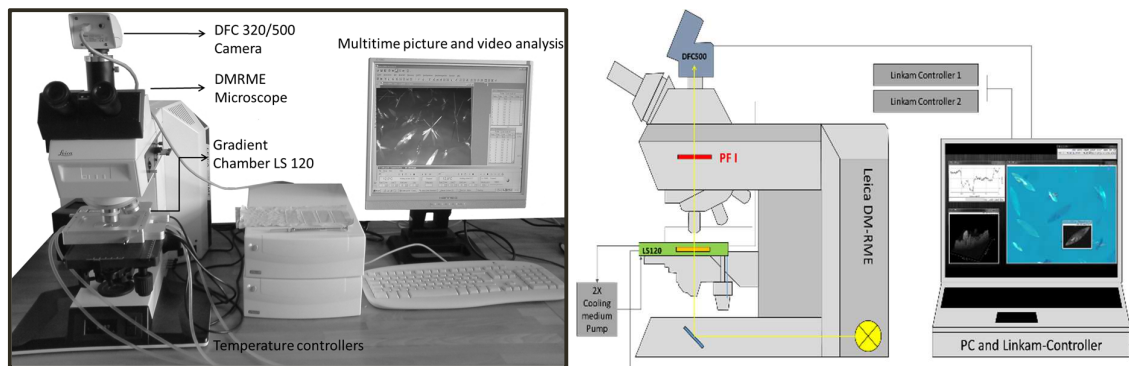 DFC 320/500
Camera
Multitime picture and video analysis
DMRME
Microscope
Gradient
Chamber LS 120
Temperature controllers
DFC500
PF I
LS120
2X
Cooling
medium
Pump
Leica DM-RME
Linkam Controller 1
Linkam Controller 2
PC and Linkam-Controller